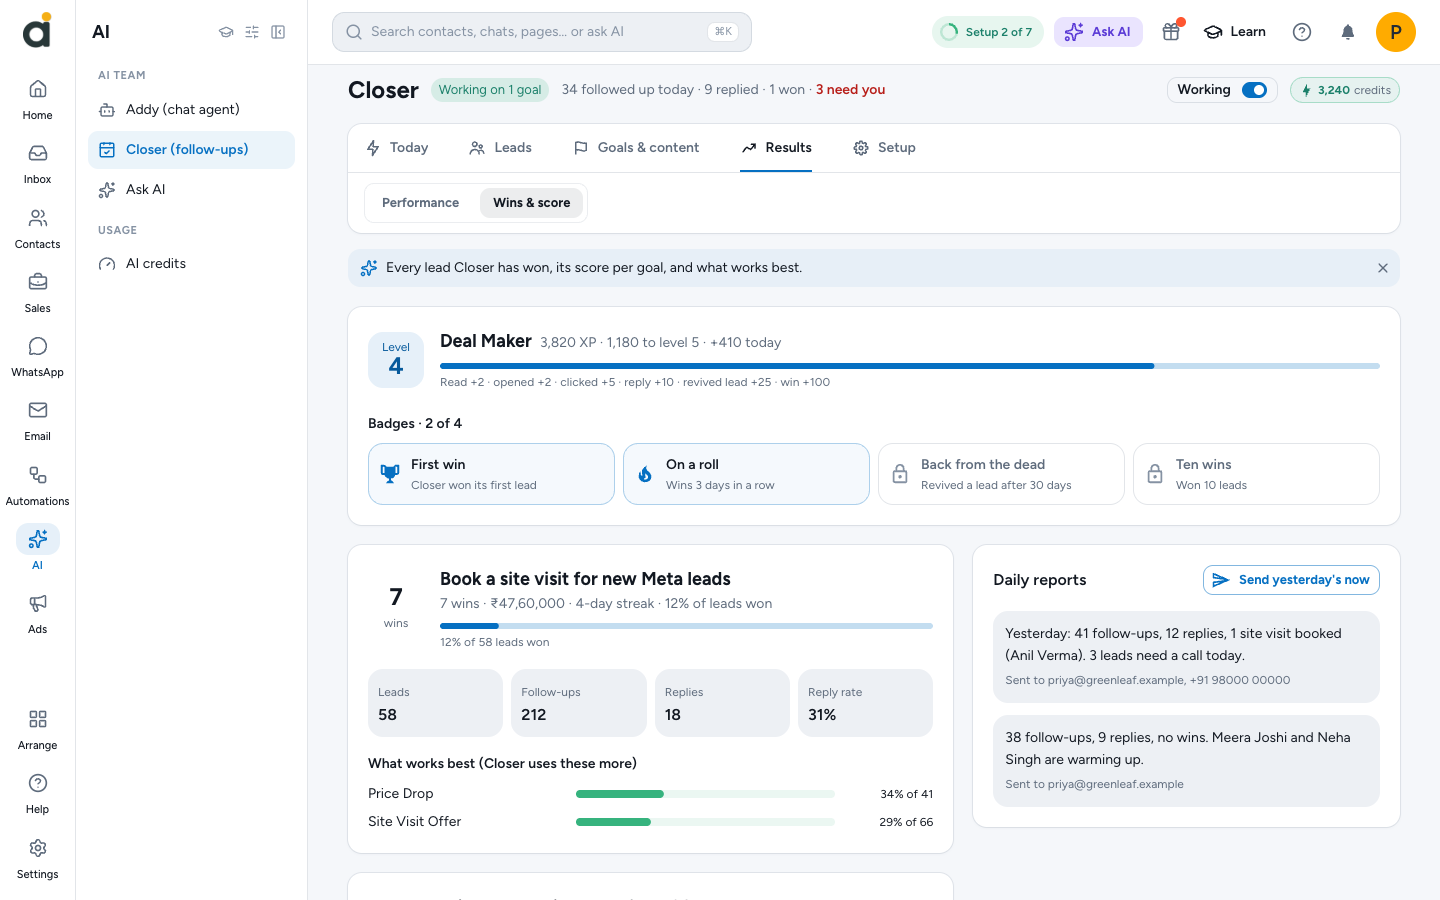 AI
Search contacts, chats, pages... or ask AI
⌘K
Setup 2 of 7
Ask AI
Learn
P
Home
Inbox
Contacts
Sales
WhatsApp
Email
Automations
AI
Ads
Arrange
Help
Settings
AI TEAM
Addy (chat agent)
Closer (follow-ups)
Ask AI
USAGE
AI credits
Closer
Working on 1 goal
34 followed up today · 9 replied · 1 won · 3 need you
Working
3,240 credits
Today
Leads
Goals & content
Results
Setup
Performance
Wins & score
Every lead Closer has won, its score per goal, and what works best.
Level
4
Deal Maker
3,820 XP · 1,180 to level 5 · +410 today
Read +2 · opened +2 · clicked +5 · reply +10 · revived lead +25 · win +100
Badges · 2 of 4
First win
Closer won its first lead
On a roll
Wins 3 days in a row
Back from the dead
Revived a lead after 30 days
Ten wins
Won 10 leads
7
wins
Book a site visit for new Meta leads
7 wins · ₹47,60,000 · 4-day streak · 12% of leads won
12% of 58 leads won
Leads
58
Follow-ups
212
Replies
18
Reply rate
31%
What works best (Closer uses these more)
Price Drop
34% of 41
Site Visit Offer
29% of 66
Daily reports
Send yesterday's now
Yesterday: 41 follow-ups, 12 replies, 1 site visit booked
(Anil Verma). 3 leads need a call today.
Sent to priya@greenleaf.example, +91 98000 00000
38 follow-ups, 9 replies, no wins. Meera Joshi and Neha
Singh are warming up.
Sent to priya@greenleaf.example